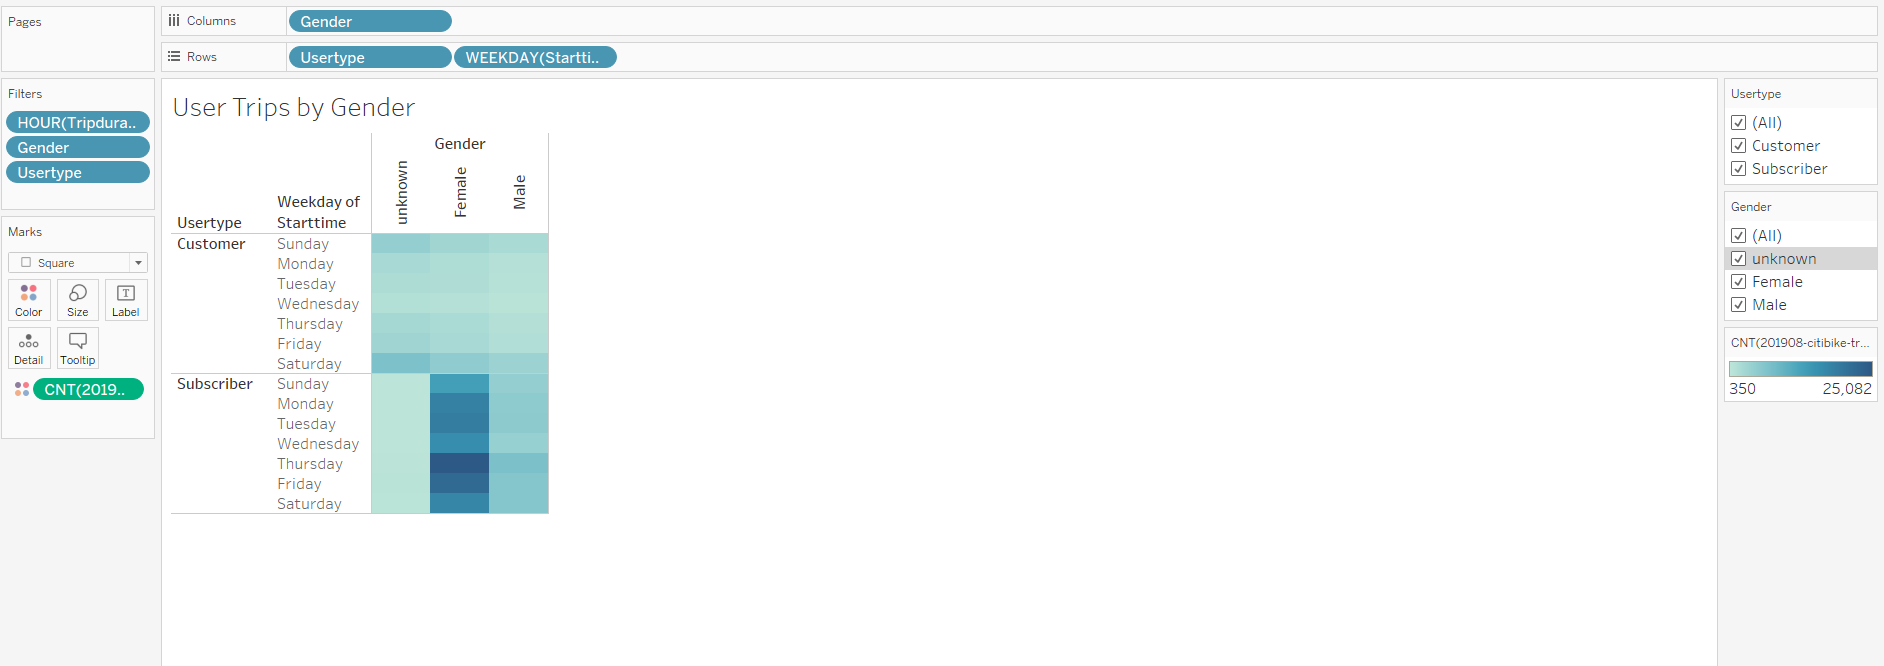 Pages
Columns
Gender
Rows
Usertype
WEEKDAY(Startti..
Filters
HOUR(Tripdura..
Gender
Usertype
Marks
Square
Color
Size
T
Label
Detail
Tooltip
CNT(2019..
User Trips by Gender
Gender
Usertype
Weekday of
Starttime
unknown
Female
Male
Customer
Sunday
Monday
Tuesday
Wednesday
Thursday
Friday
Saturday
Subscriber
Sunday
Monday
Tuesday
Wednesday
Thursday
Friday
Saturday
Usertype
(All)
Customer
Subscriber
Gender
(All)
unknown
Female
Male
CNT(201908-citibike-tr...
350
25,082